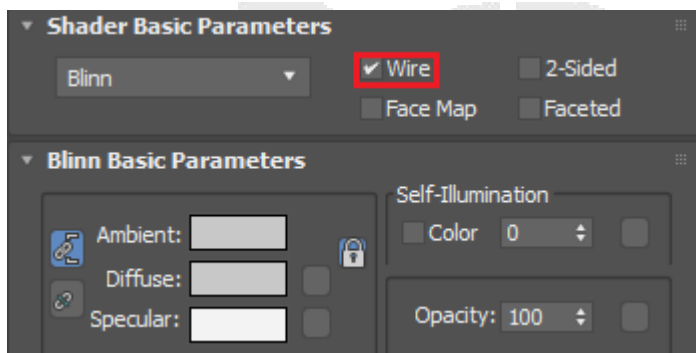 Shader Basic Parameters
Blinn
Wire
2-Sided
Face Map
Faceted
Blinn Basic Parameters
Self-Illumination
Ambient:
Color 0
Diffuse:
Specular:
Opacity: 100